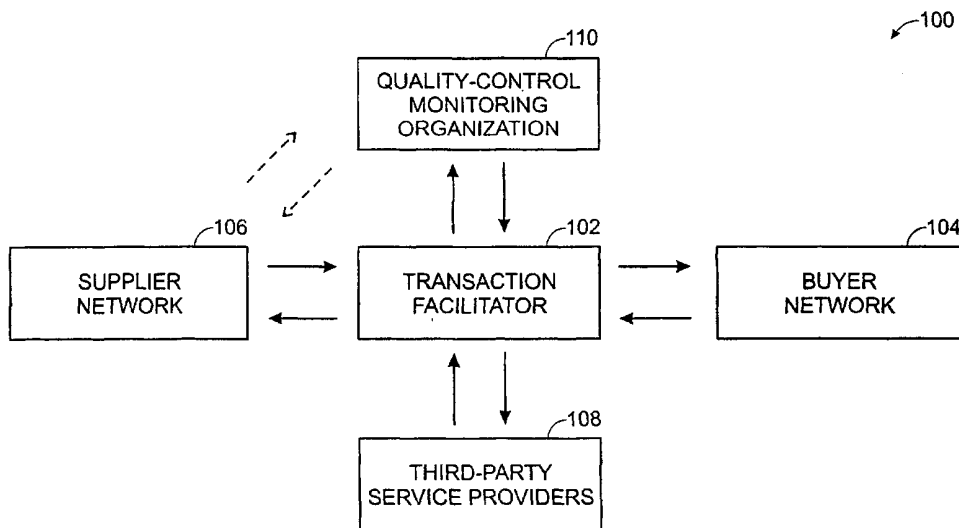 100
110
QUALITY-CONTROL
MONITORING
ORGANIZATION
106
SUPPLIER
NETWORK
102
TRANSACTION
FACILITATOR
104
BUYER
NETWORK
108
THIRD-PARTY
SERVICE PROVIDERS